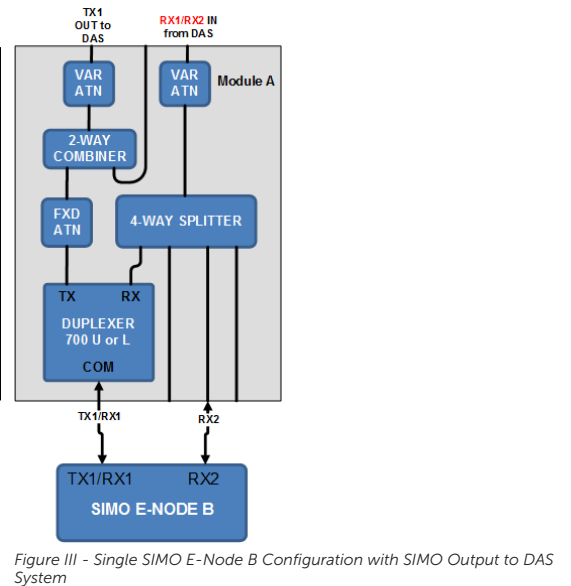 TX1
OUT to
DAS
RX1/RX2 IN
from DAS
VAR
ATN
VAR
ATN
Module A
2-WAY
COMBINER
FXD
ATN
4-WAY SPLITTER
TX
RX
DUPLEXER
700 U or L
COM
TX1/RX1
RX2
TX1/RX1
RX2
SIMO E-NODE B
Figure III - Single SIMO E-Node B Configuration with SIMO Output to DAS
System